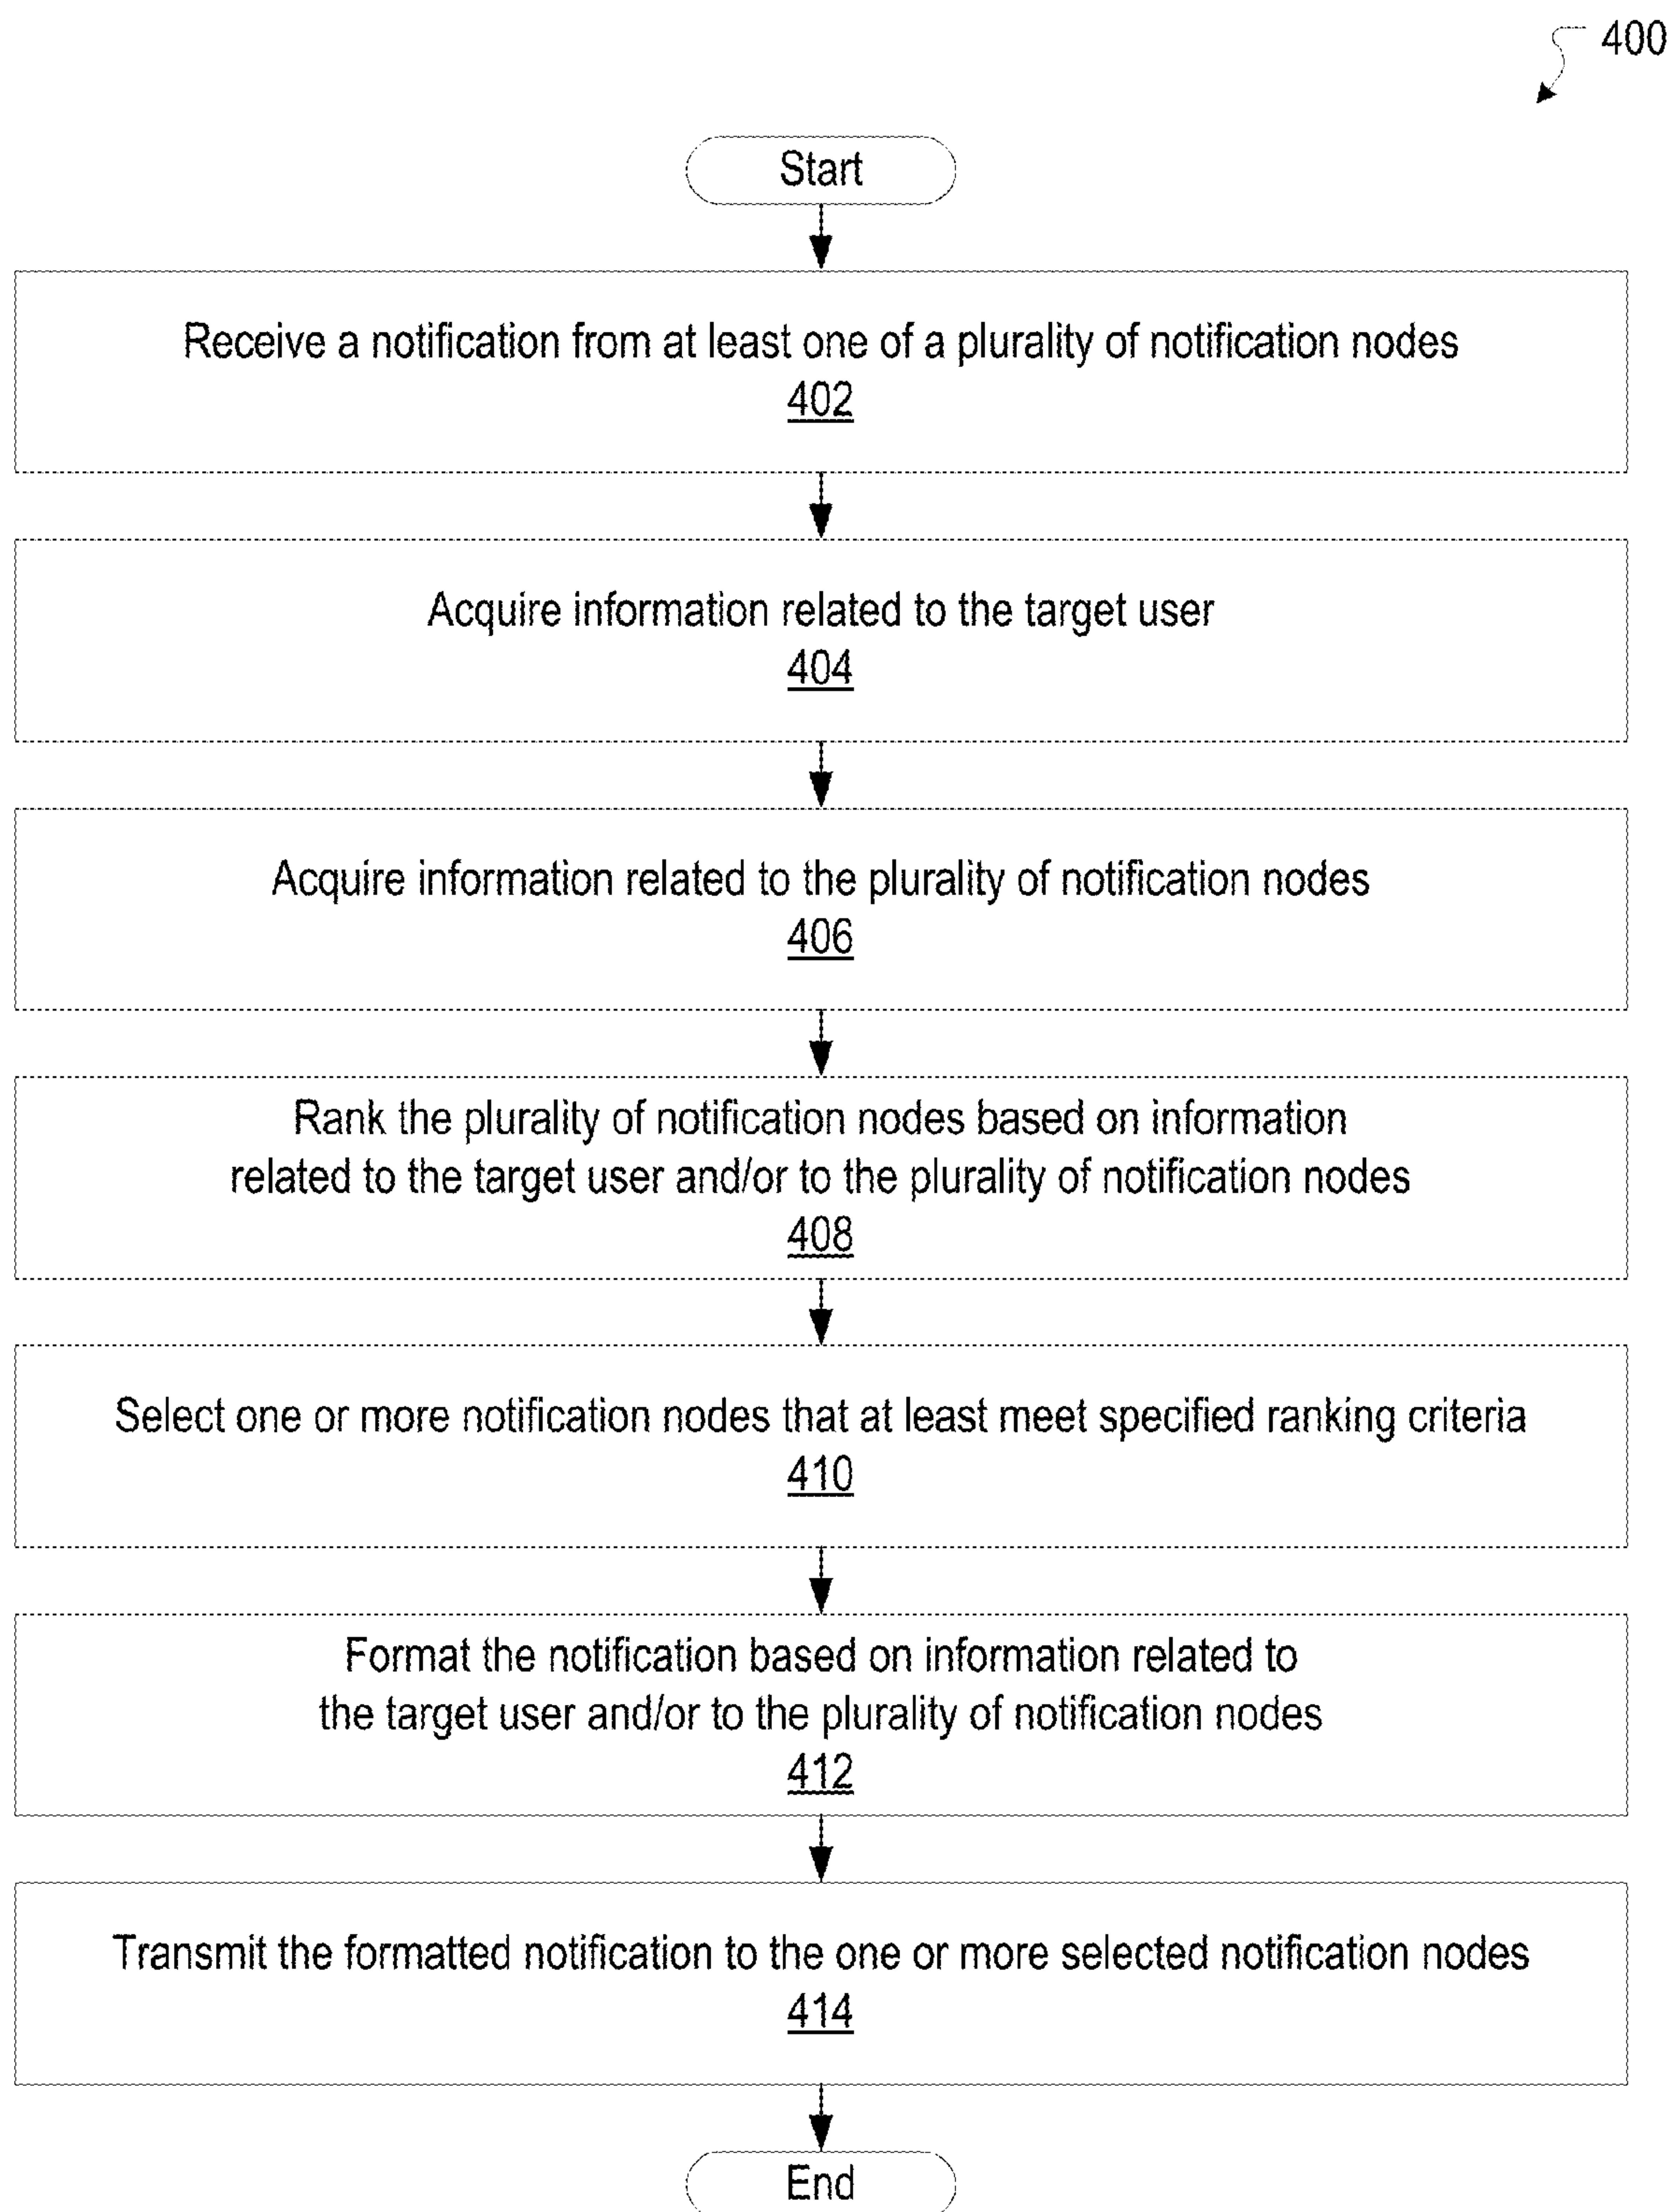 400
Start
Receive a notification from at least one of a plurality of notification nodes
402
Acquire information related to the target user
404
Acquire information related to the plurality of notification nodes
406
Rank the plurality of notification nodes based on information
related to the target user and/or to the plurality of notification nodes
408
Select one or more notification nodes that at least meet specified ranking criteria
410
Format the notification based on information related to
the target user and/or to the plurality of notification nodes
412
Transmit the formatted notification to the one or more selected notification nodes
414
End